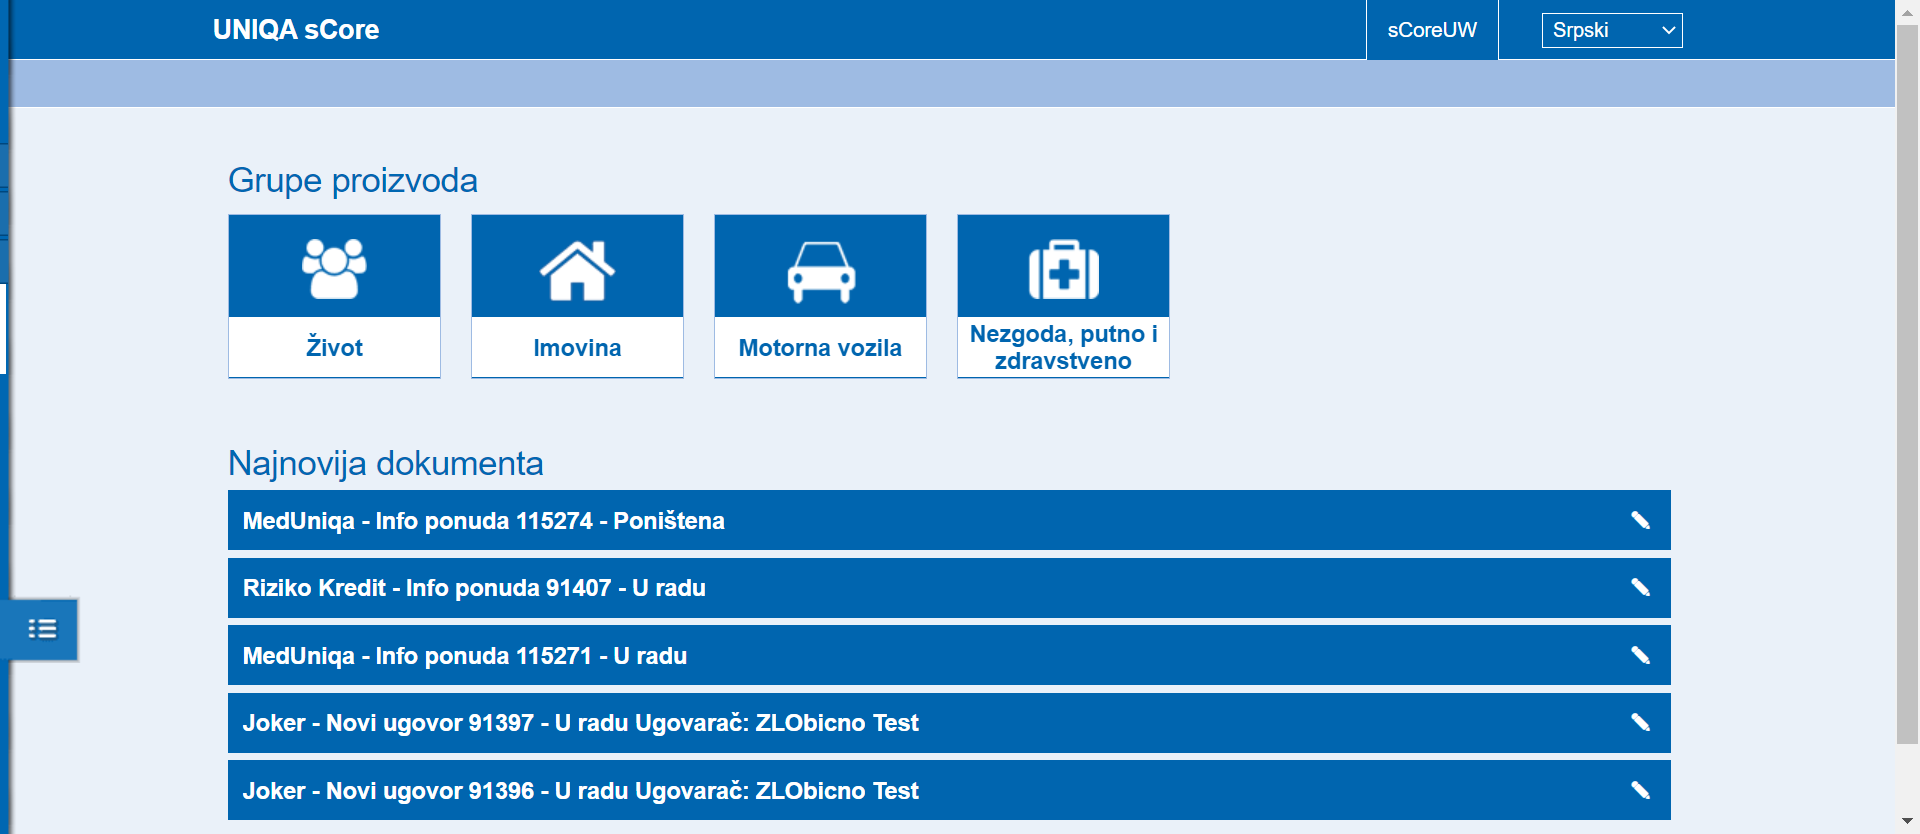 UNIQA sCore
sCoreUW
Srpski
Grupe proizvoda
Život
Imovina
Motorna vozila
Nezgoda, putno i
zdravstveno
Najnovija dokumenta
MedUniqa - Info ponuda 115274 - Poništena
Riziko Kredit - Info ponuda 91407 - U radu
MedUniqa - Info ponuda 115271 - U radu
Joker - Novi ugovor 91397 - U radu Ugovarač: ZLObicno Test
Joker - Novi ugovor 91396 - U radu Ugovarač: ZLObicno Test